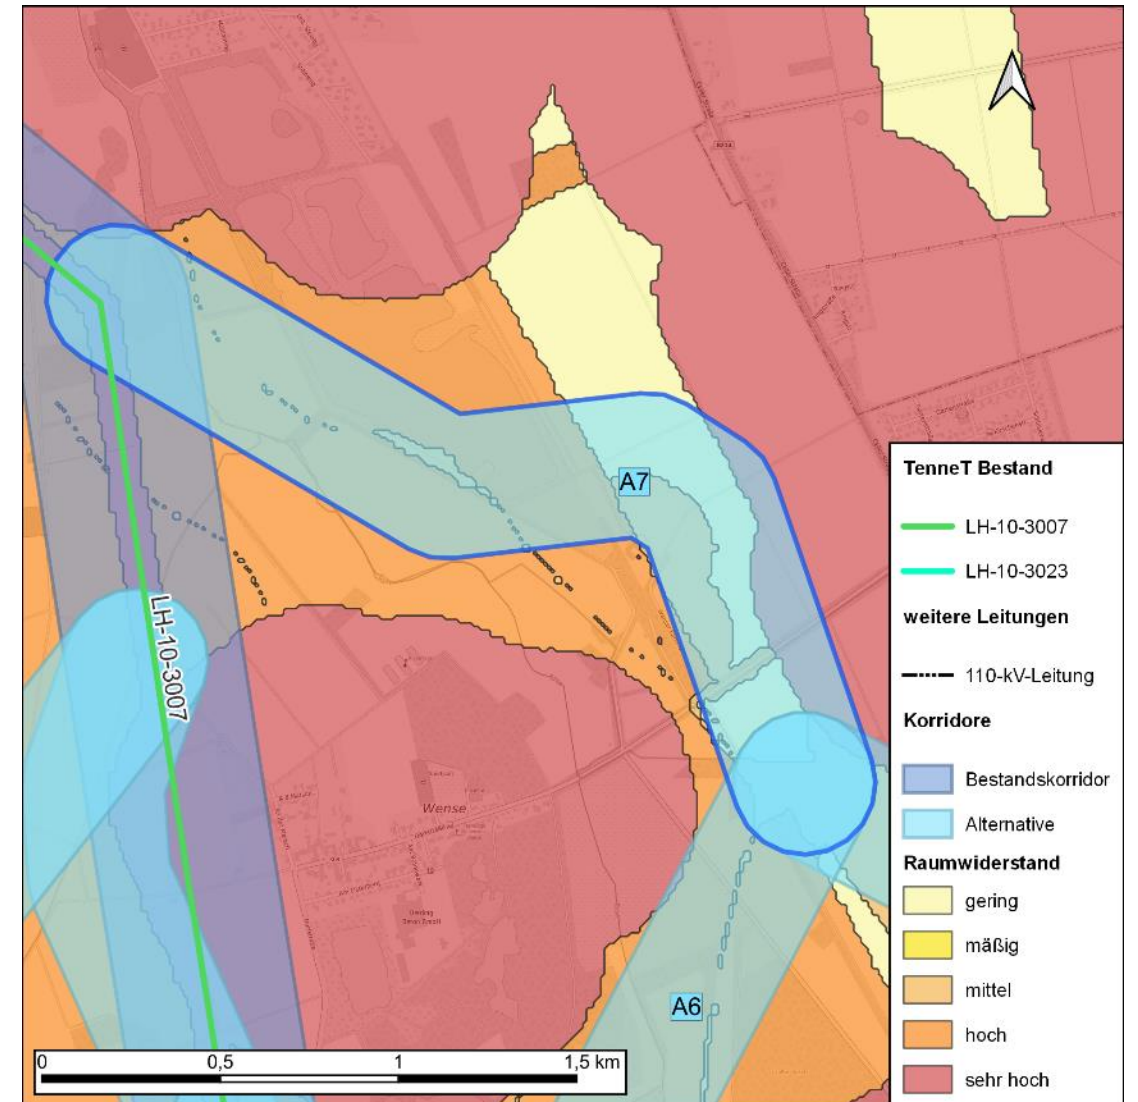 A7
TenneT Bestand
LH-10-3007
LH-10-3023
weitere Leitungen
110-kV-Leitung
Korridore
Bestandskorridor
Alternative
Raumwiderstand
gering
mäßig
mittel
hoch
sehr hoch
LH-10-3007
Wense
A6
0 0,5 1 1,5 km